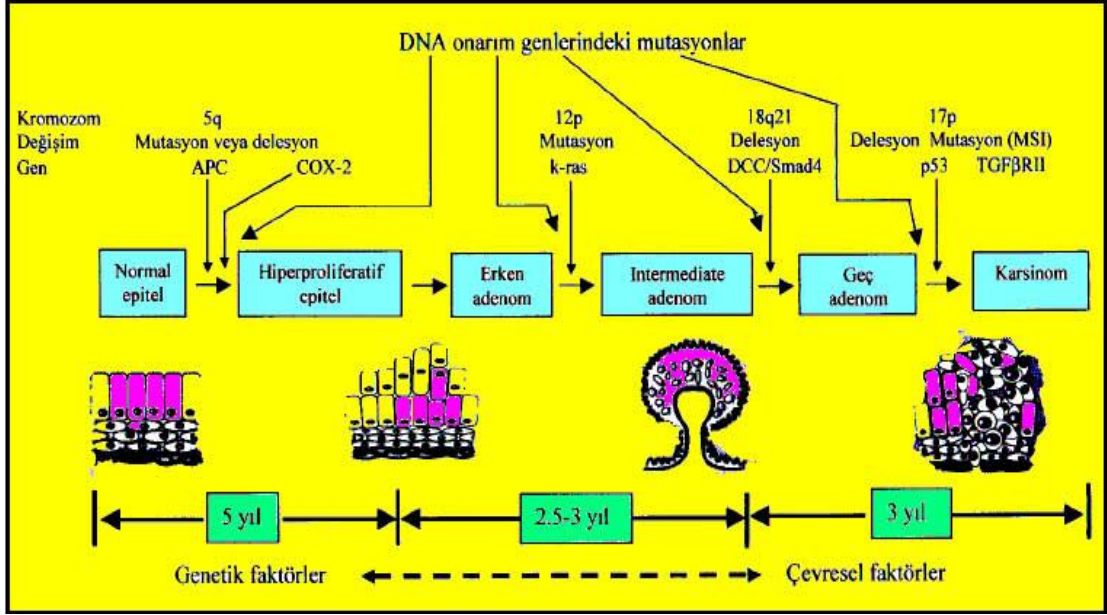 DNA onarım genlerindeki mutasyonlar
Kromozom 5q 12p 18q21 17p
Değişim Mutasyon veya delesyon Mutasyon Delesyon Delesyon Mutasyon (MSI)
Gen APC COX-2 k-ras DCC/Smad4 p53 TGFβRII
Normal epitel
Hiperproliferatif epitel
Erken adenom
Intermediate adenom
Geç adenom
Karsinom
5 yıl 2.5-3 yıl 3 yıl
Genetik faktörler Çevresel faktörler